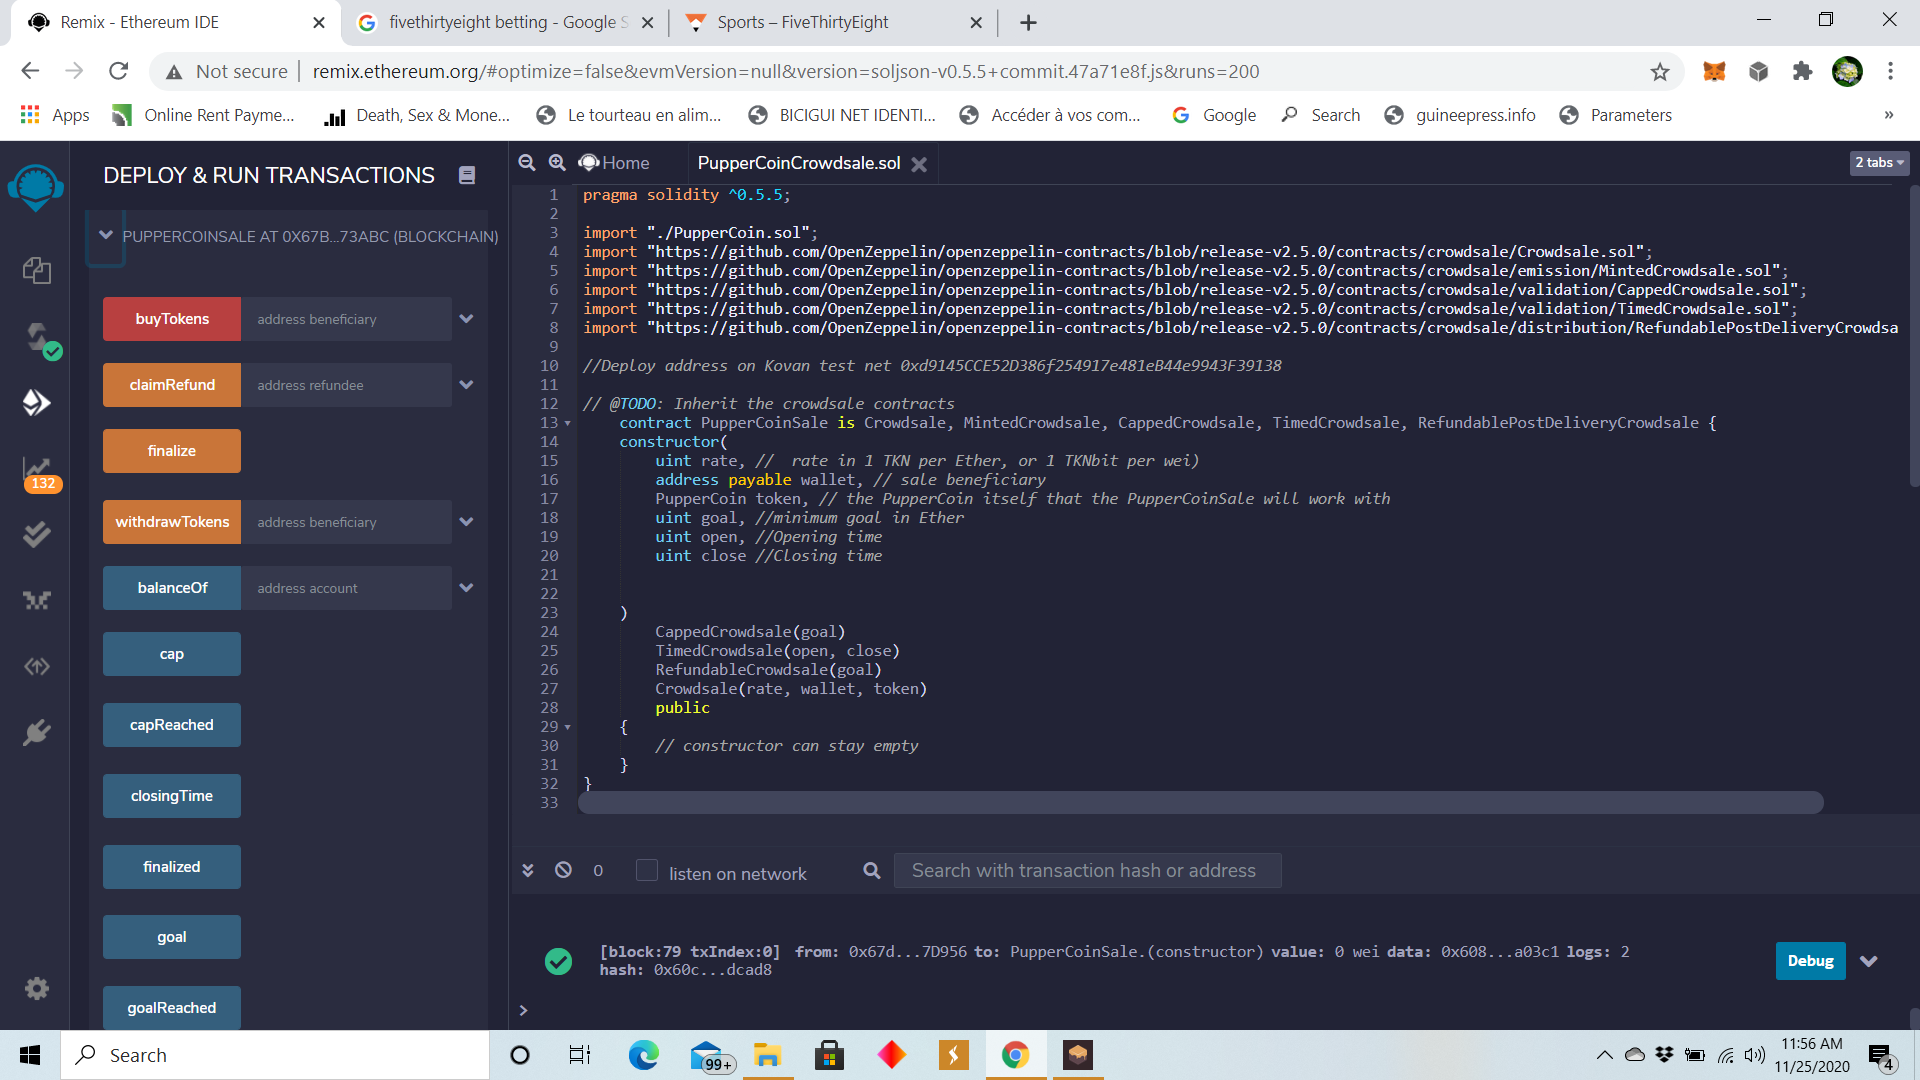 Remix - Ethereum IDE
fivethirtyeight betting - Google S
Sports – FiveThirtyEight
Not secure
remix.ethereum.org/#optimize=false&evmVersion=null&version=soljson-v0.5.5+commit.47a71e8f.js&runs=200
Apps
Online Rent Payme...
Death, Sex & Mone...
Le tourteau en alim...
BICIGUI NET IDENTI...
Accéder à vos com...
Google
Search
guineepress.info
Parameters
»
DEPLOY & RUN TRANSACTIONS
PUPPERCOINSALE AT 0X67B...73ABC (BLOCKCHAIN)
buyTokens
address beneficiary
claimRefund
address refundee
finalize
withdrawTokens
address beneficiary
balanceOf
address account
cap
capReached
closingTime
finalized
goal
goalReached
132
Home
PupperCoinCrowdsale.sol
2 tabs
1 pragma solidity ^0.5.5;
2
3 import "./PupperCoin.sol";
4 import "https://github.com/OpenZeppelin/openzeppelin-contracts/blob/release-v2.5.0/contracts/crowdsale/Crowdsale.sol";
5 import "https://github.com/OpenZeppelin/openzeppelin-contracts/blob/release-v2.5.0/contracts/crowdsale/emission/MintedCrowdsale.sol";
6 import "https://github.com/OpenZeppelin/openzeppelin-contracts/blob/release-v2.5.0/contracts/crowdsale/validation/CappedCrowdsale.sol";
7 import "https://github.com/OpenZeppelin/openzeppelin-contracts/blob/release-v2.5.0/contracts/crowdsale/validation/TimedCrowdsale.sol";
8 import "https://github.com/OpenZeppelin/openzeppelin-contracts/blob/release-v2.5.0/contracts/crowdsale/distribution/RefundablePostDeliveryCrowdsa
9
10 //Deploy address on Kovan test net 0xd9145CCE52D386f254917e481eB44e9943F39138
11
12 // @TODO: Inherit the crowdsale contracts
13 contract PupperCoinSale is Crowdsale, MintedCrowdsale, CappedCrowdsale, TimedCrowdsale, RefundablePostDeliveryCrowdsale {
14 constructor(
15 uint rate, //  rate in 1 TKN per Ether, or 1 TKNbit per wei)
16 address payable wallet, // sale beneficiary
17 PupperCoin token, // the PupperCoin itself that the PupperCoinSale will work with
18 uint goal, //minimum goal in Ether
19 uint open, //Opening time
20 uint close //Closing time
21
22
23 )
24 CappedCrowdsale(goal)
25 TimedCrowdsale(open, close)
26 RefundableCrowdsale(goal)
27 Crowdsale(rate, wallet, token)
28 public
29 {
30 // constructor can stay empty
31 }
32 }
33
0
listen on network
Search with transaction hash or address
[block:79 txIndex:0] from: 0x67d...7D956 to: PupperCoinSale.(constructor) value: 0 wei data: 0x608...a03c1 logs: 2
hash: 0x60c...dcad8
Debug
>
Search
99+
11:56 AM
11/25/2020
4